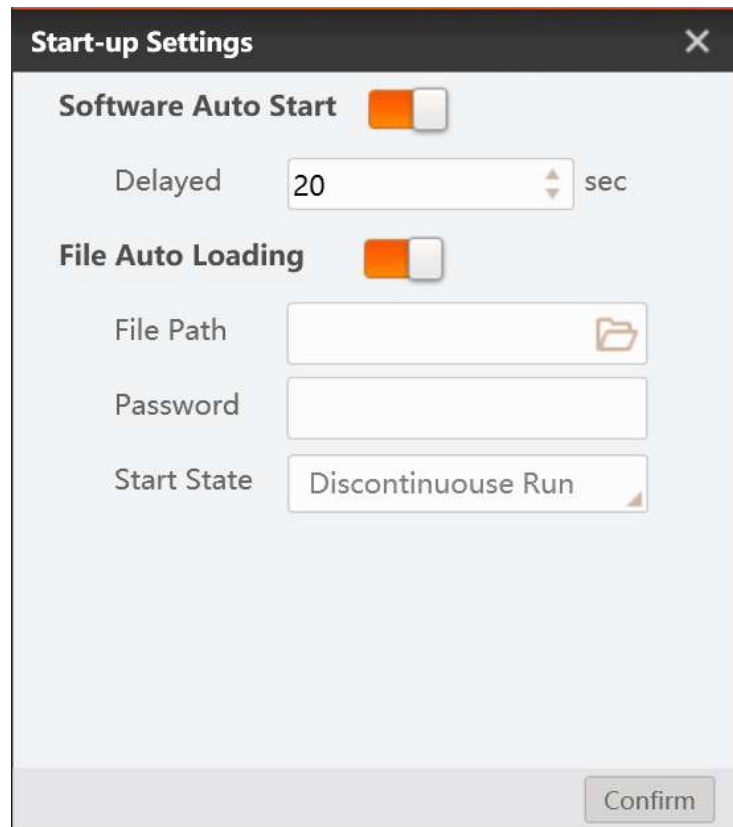 Start-up Settings
Software Auto Start
Delayed 20 sec
File Auto Loading
File Path
Password
Start State Discontinuouse Run
Confirm